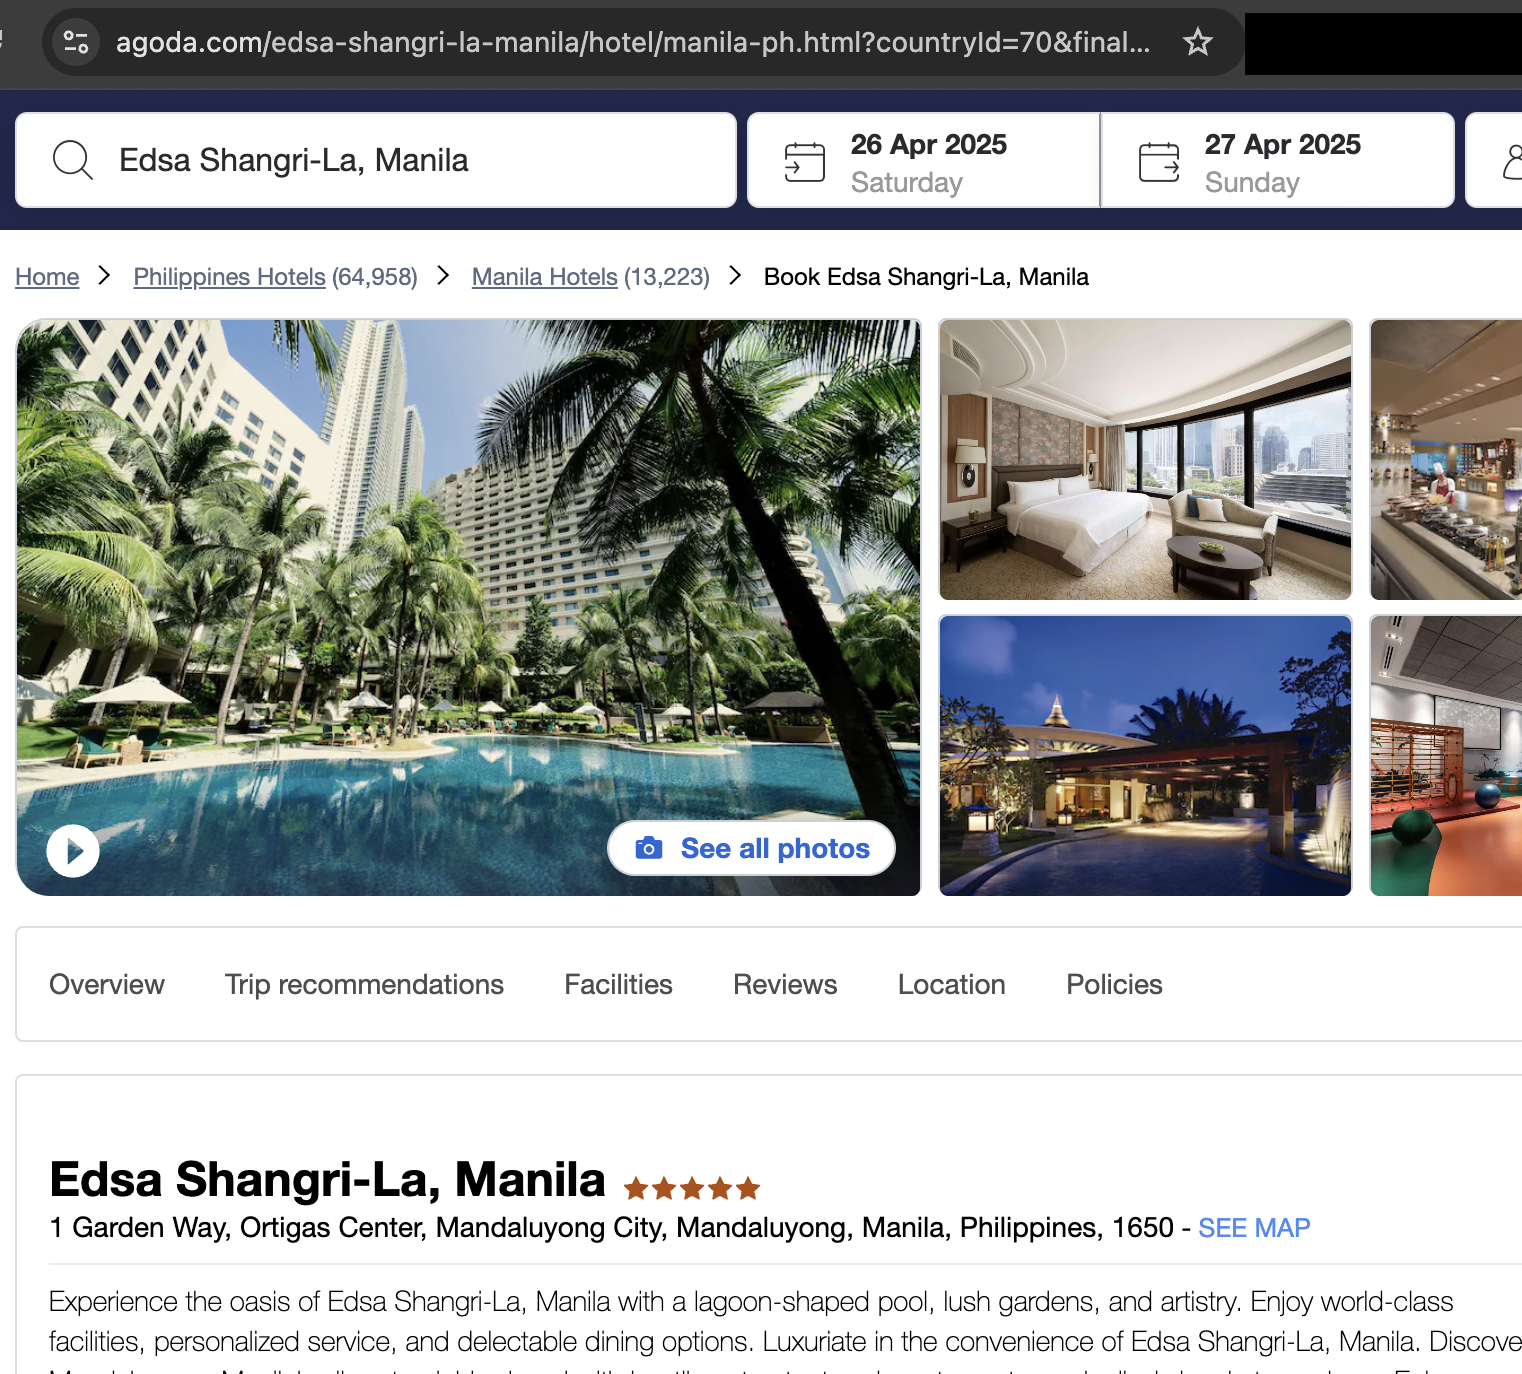 agoda.com/edsa-shangri-la-manila/hotel/manila-ph.html?countryId=70&final...
Edsa Shangri-La, Manila
26 Apr 2025
Saturday
27 Apr 2025
Sunday
Home > Philippines Hotels (64,958) > Manila Hotels (13,223) > Book Edsa Shangri-La, Manila
See all photos
Overview Trip recommendations Facilities Reviews Location Policies
Edsa Shangri-La, Manila
1 Garden Way, Ortigas Center, Mandaluyong City, Mandaluyong, Manila, Philippines, 1650 - SEE MAP
Experience the oasis of Edsa Shangri-La, Manila with a lagoon-shaped pool, lush gardens, and artistry. Enjoy world-class
facilities, personalized service, and delectable dining options. Luxuriate in the convenience of Edsa Shangri-La, Manila. Discove